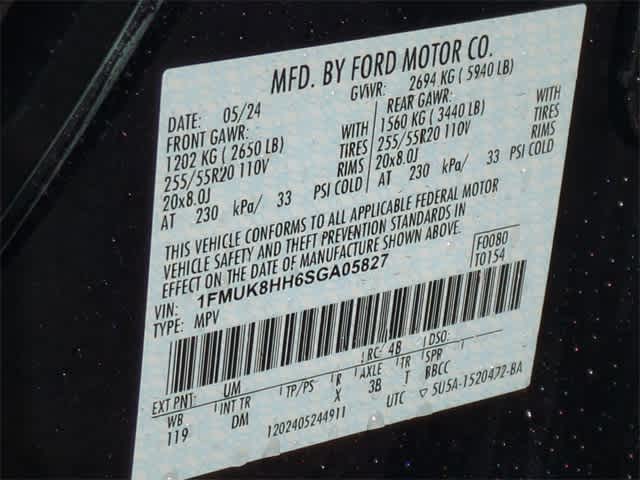 MFD. BY FORD MOTOR CO.
DATE: 05/24 GVWR: 2694 KG ( 5940 LB)
FRONT GAWR: REAR GAWR:
1202 KG ( 2650 LB) WITH 1560 KG ( 3440 LB) WITH
255/55R20 110V TIRES 255/55R20 110V TIRES
20x8.0J RIMS 20x8.0J RIMS
AT 230 kPa/ 33 PSI COLD AT 230 kPa/ 33 PSI COLD
THIS VEHICLE CONFORMS TO ALL APPLICABLE FEDERAL MOTOR
VEHICLE SAFETY AND THEFT PREVENTION STANDARDS IN
EFFECT ON THE DATE OF MANUFACTURE SHOWN ABOVE.
VIN: 1FMUK8HH6SGA05827
TYPE: MPV
F0080
T0154
RC: 4B DSO:
EXT PNT: UM
WB INT TR TP/PS R AXLE TR SPR
119 DM X 3B T BBCC
1202405244911 UTC ▽ 5U5A-1520472-BA